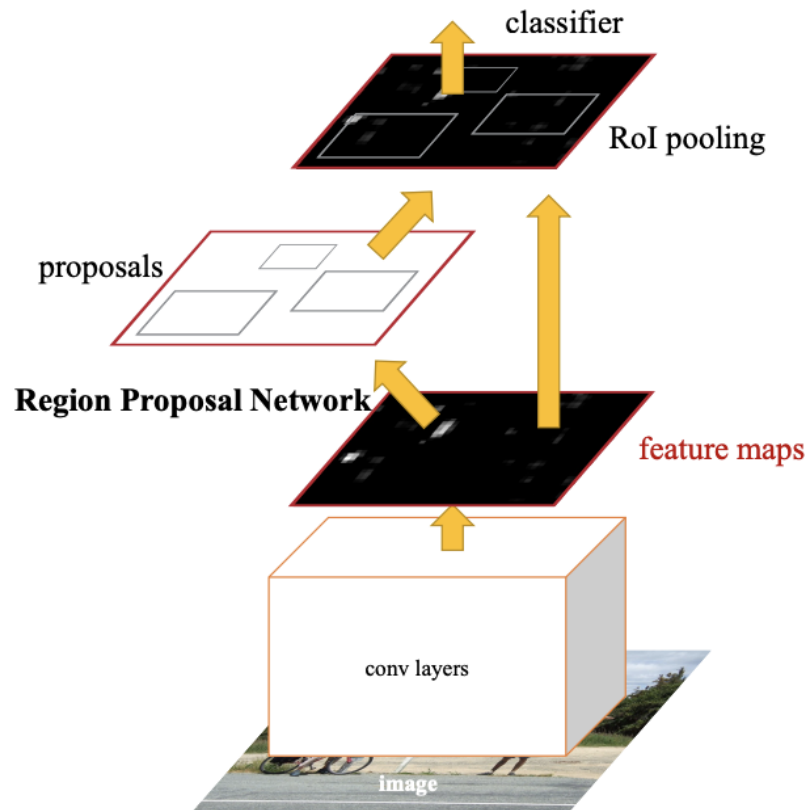 classifier
RoI pooling
proposals
Region Proposal Network
feature maps
conv layers
image